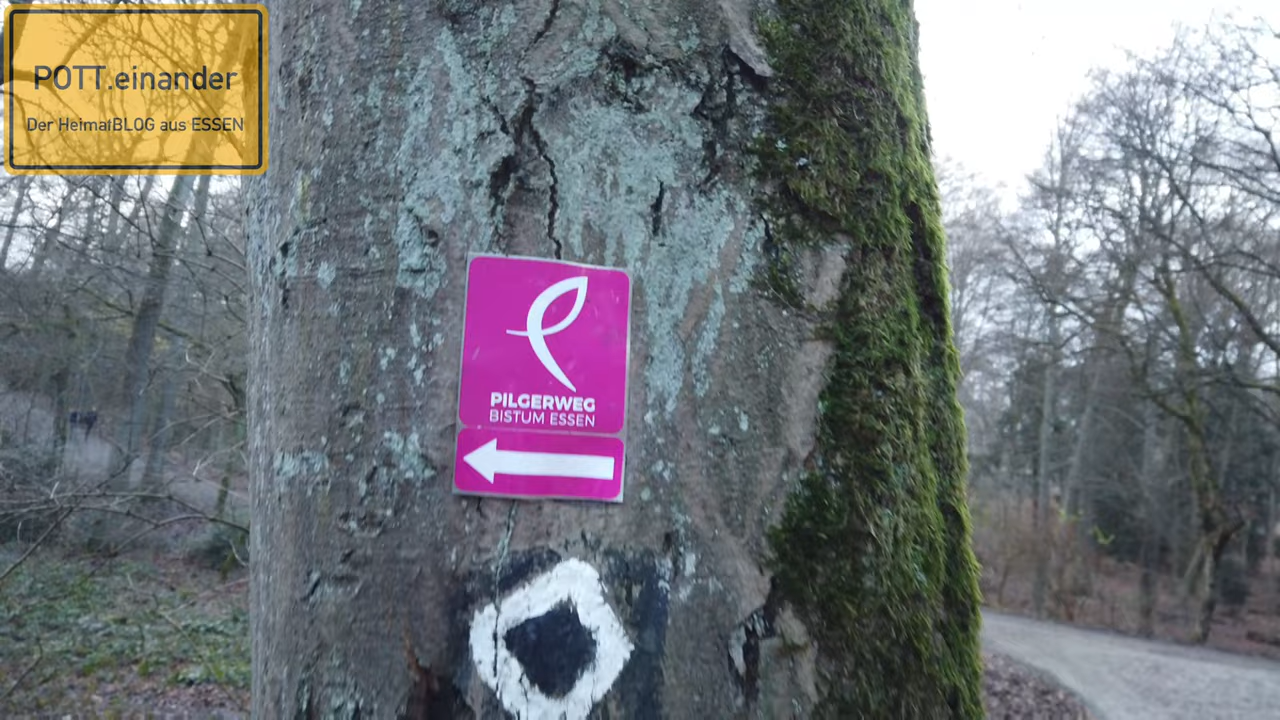 POTT.einander
Der HeimatBLOG aus ESSEN
PILGERWEG
BISTUM ESSEN